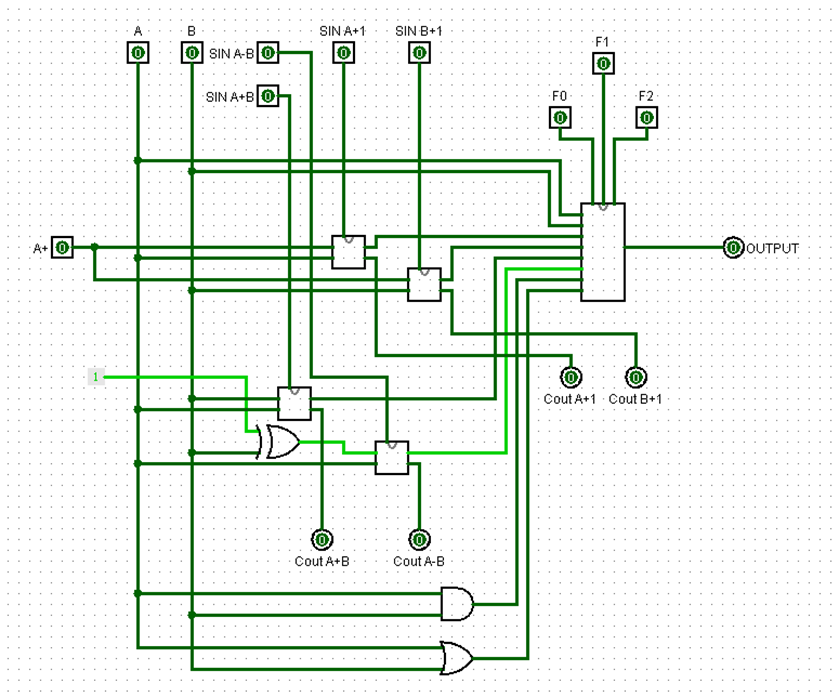 A
B
SIN A-B
0
SIN A+1
SIN B+1
F1
0
0
0
0
0
0
SIN A+B
0
F0
F2
0
0
A+
0
0
OUTPUT
1
0
0
Cout A+1
Cout B+1
0
0
Cout A+B
Cout A-B